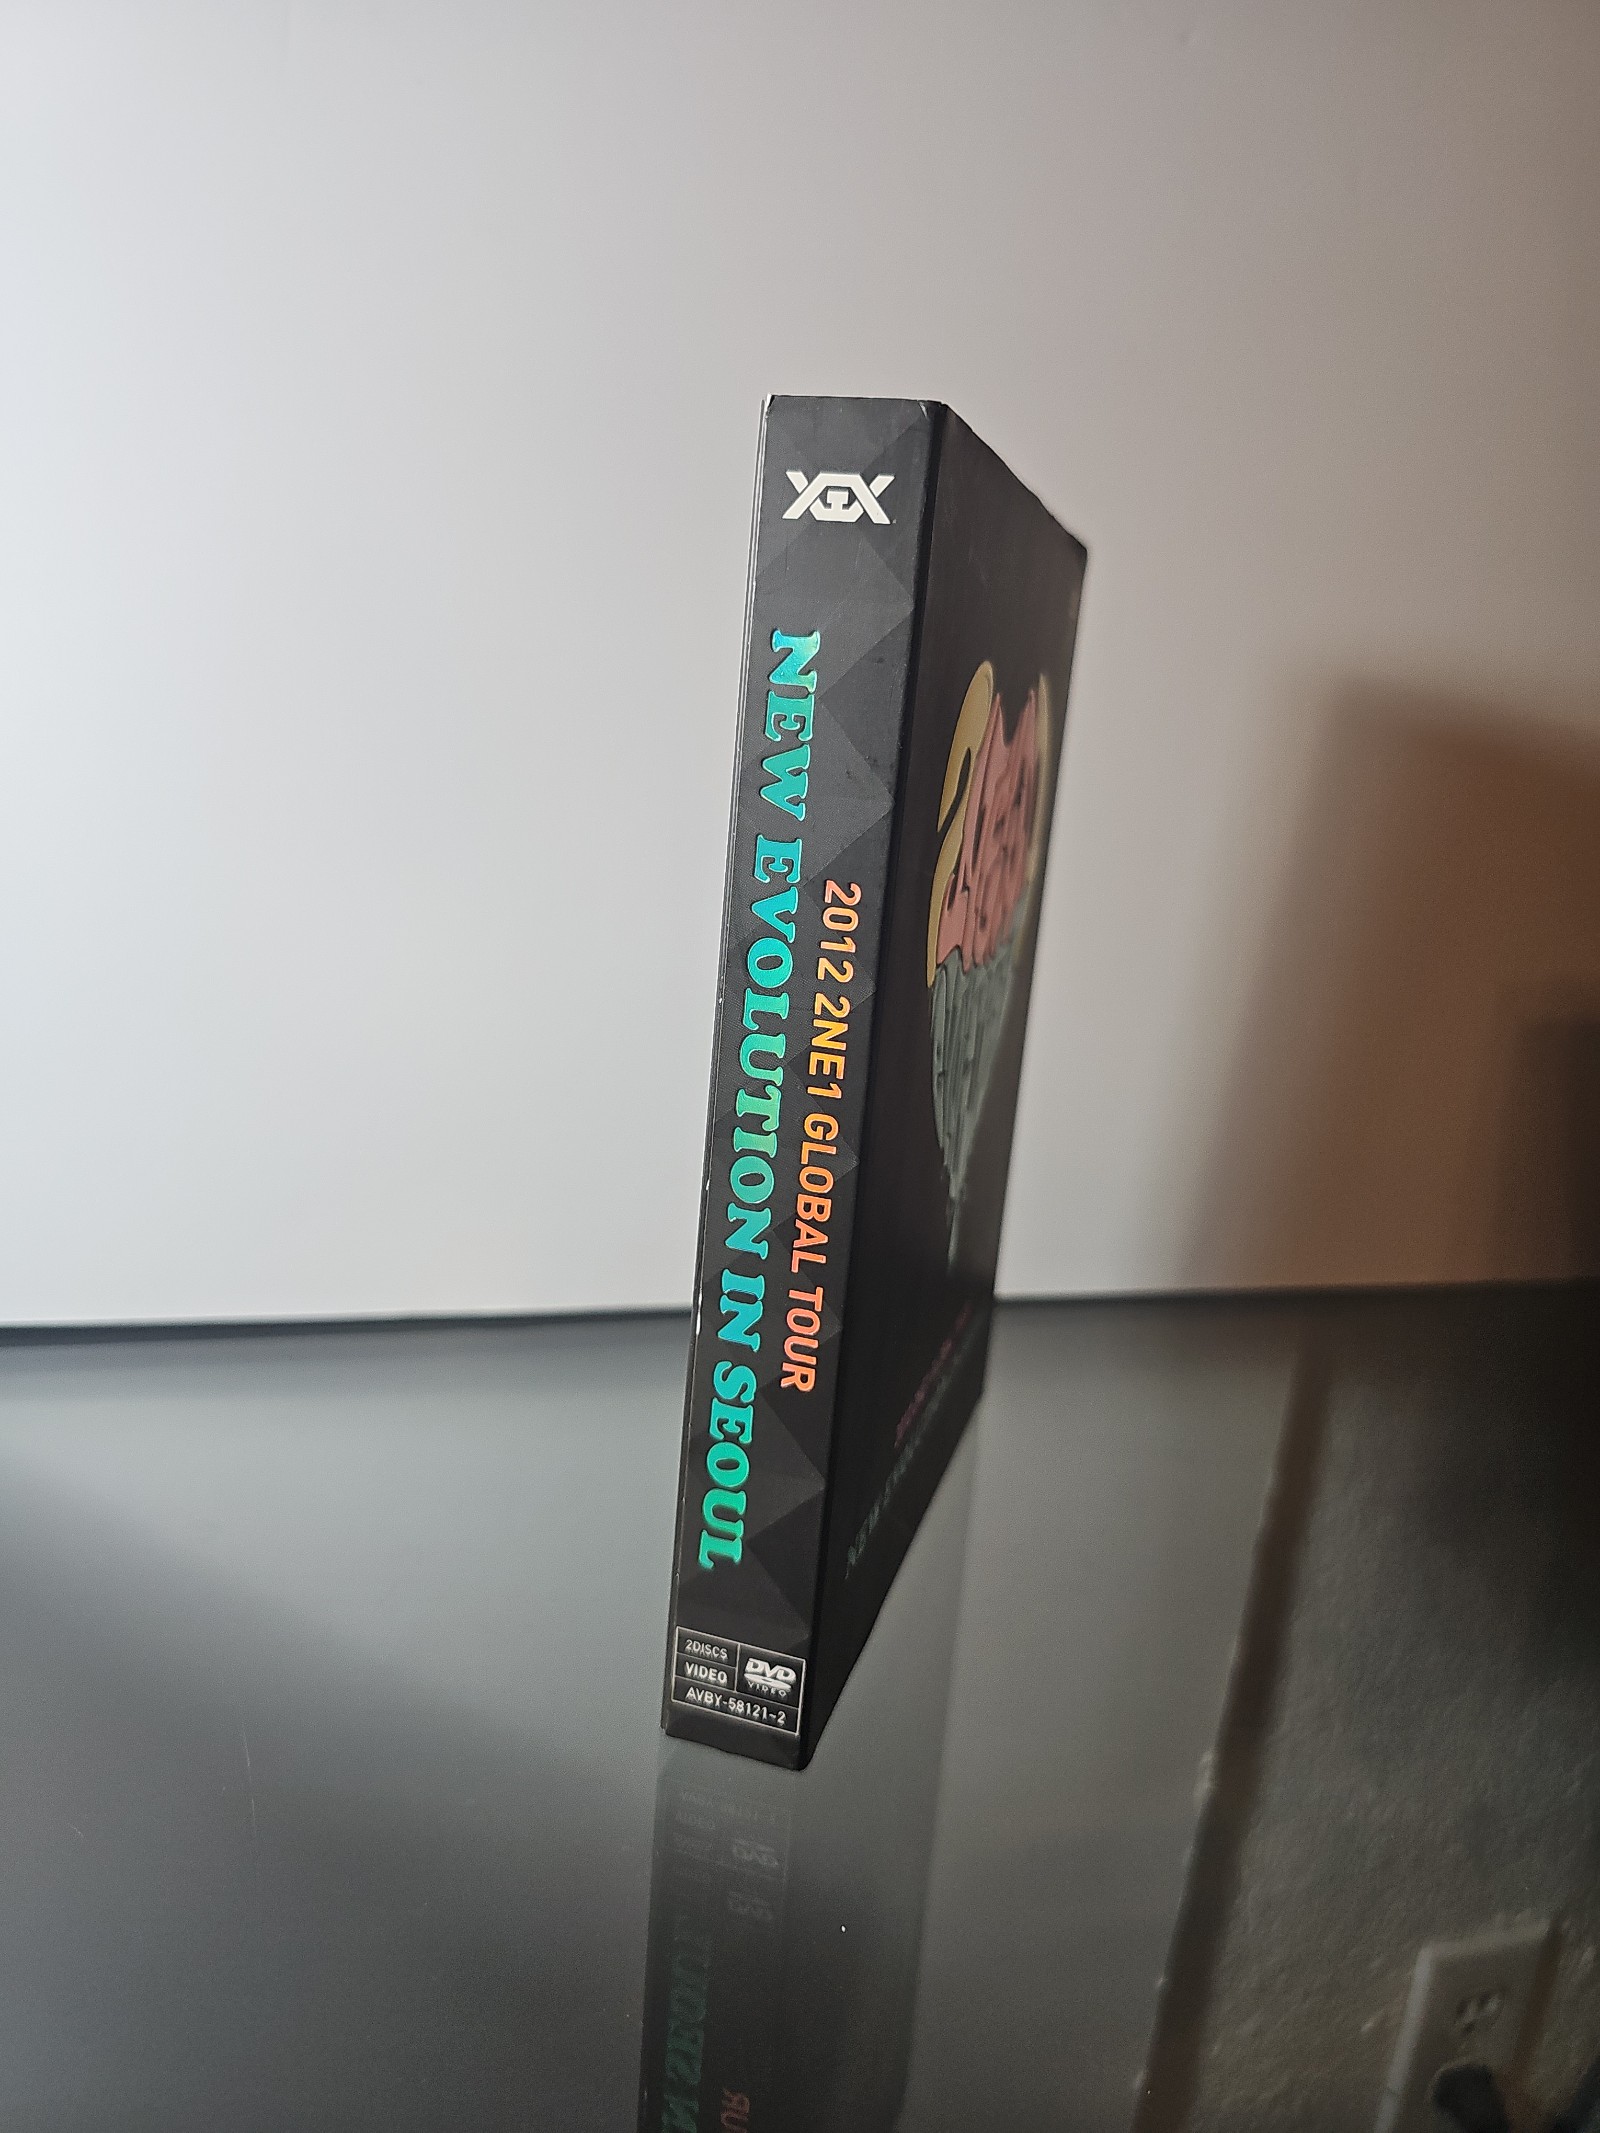 YGEX
NEW EVOLUTION IN SEOUL
2012 2NE1 GLOBAL TOUR
2DISCS
VIDEO
DVD
VIDEO
AVBY-58121~2